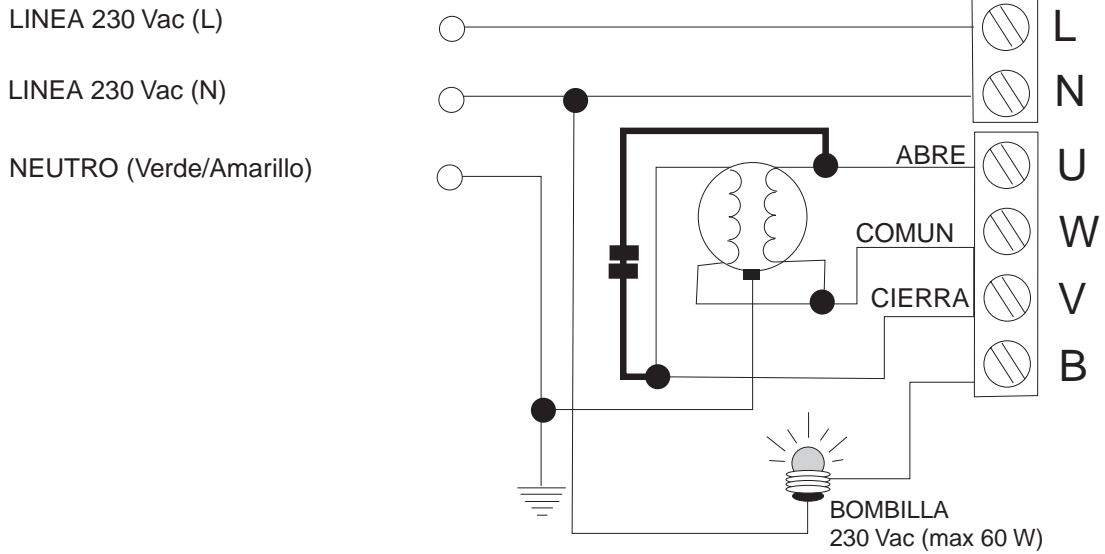 LINEA 230 Vac (L)
L
LINEA 230 Vac (N)
N
NEUTRO (Verde/Amarillo)
ABRE
U
COMUN
W
CIERRA
V
B
BOMBILLA
230 Vac (max 60 W)